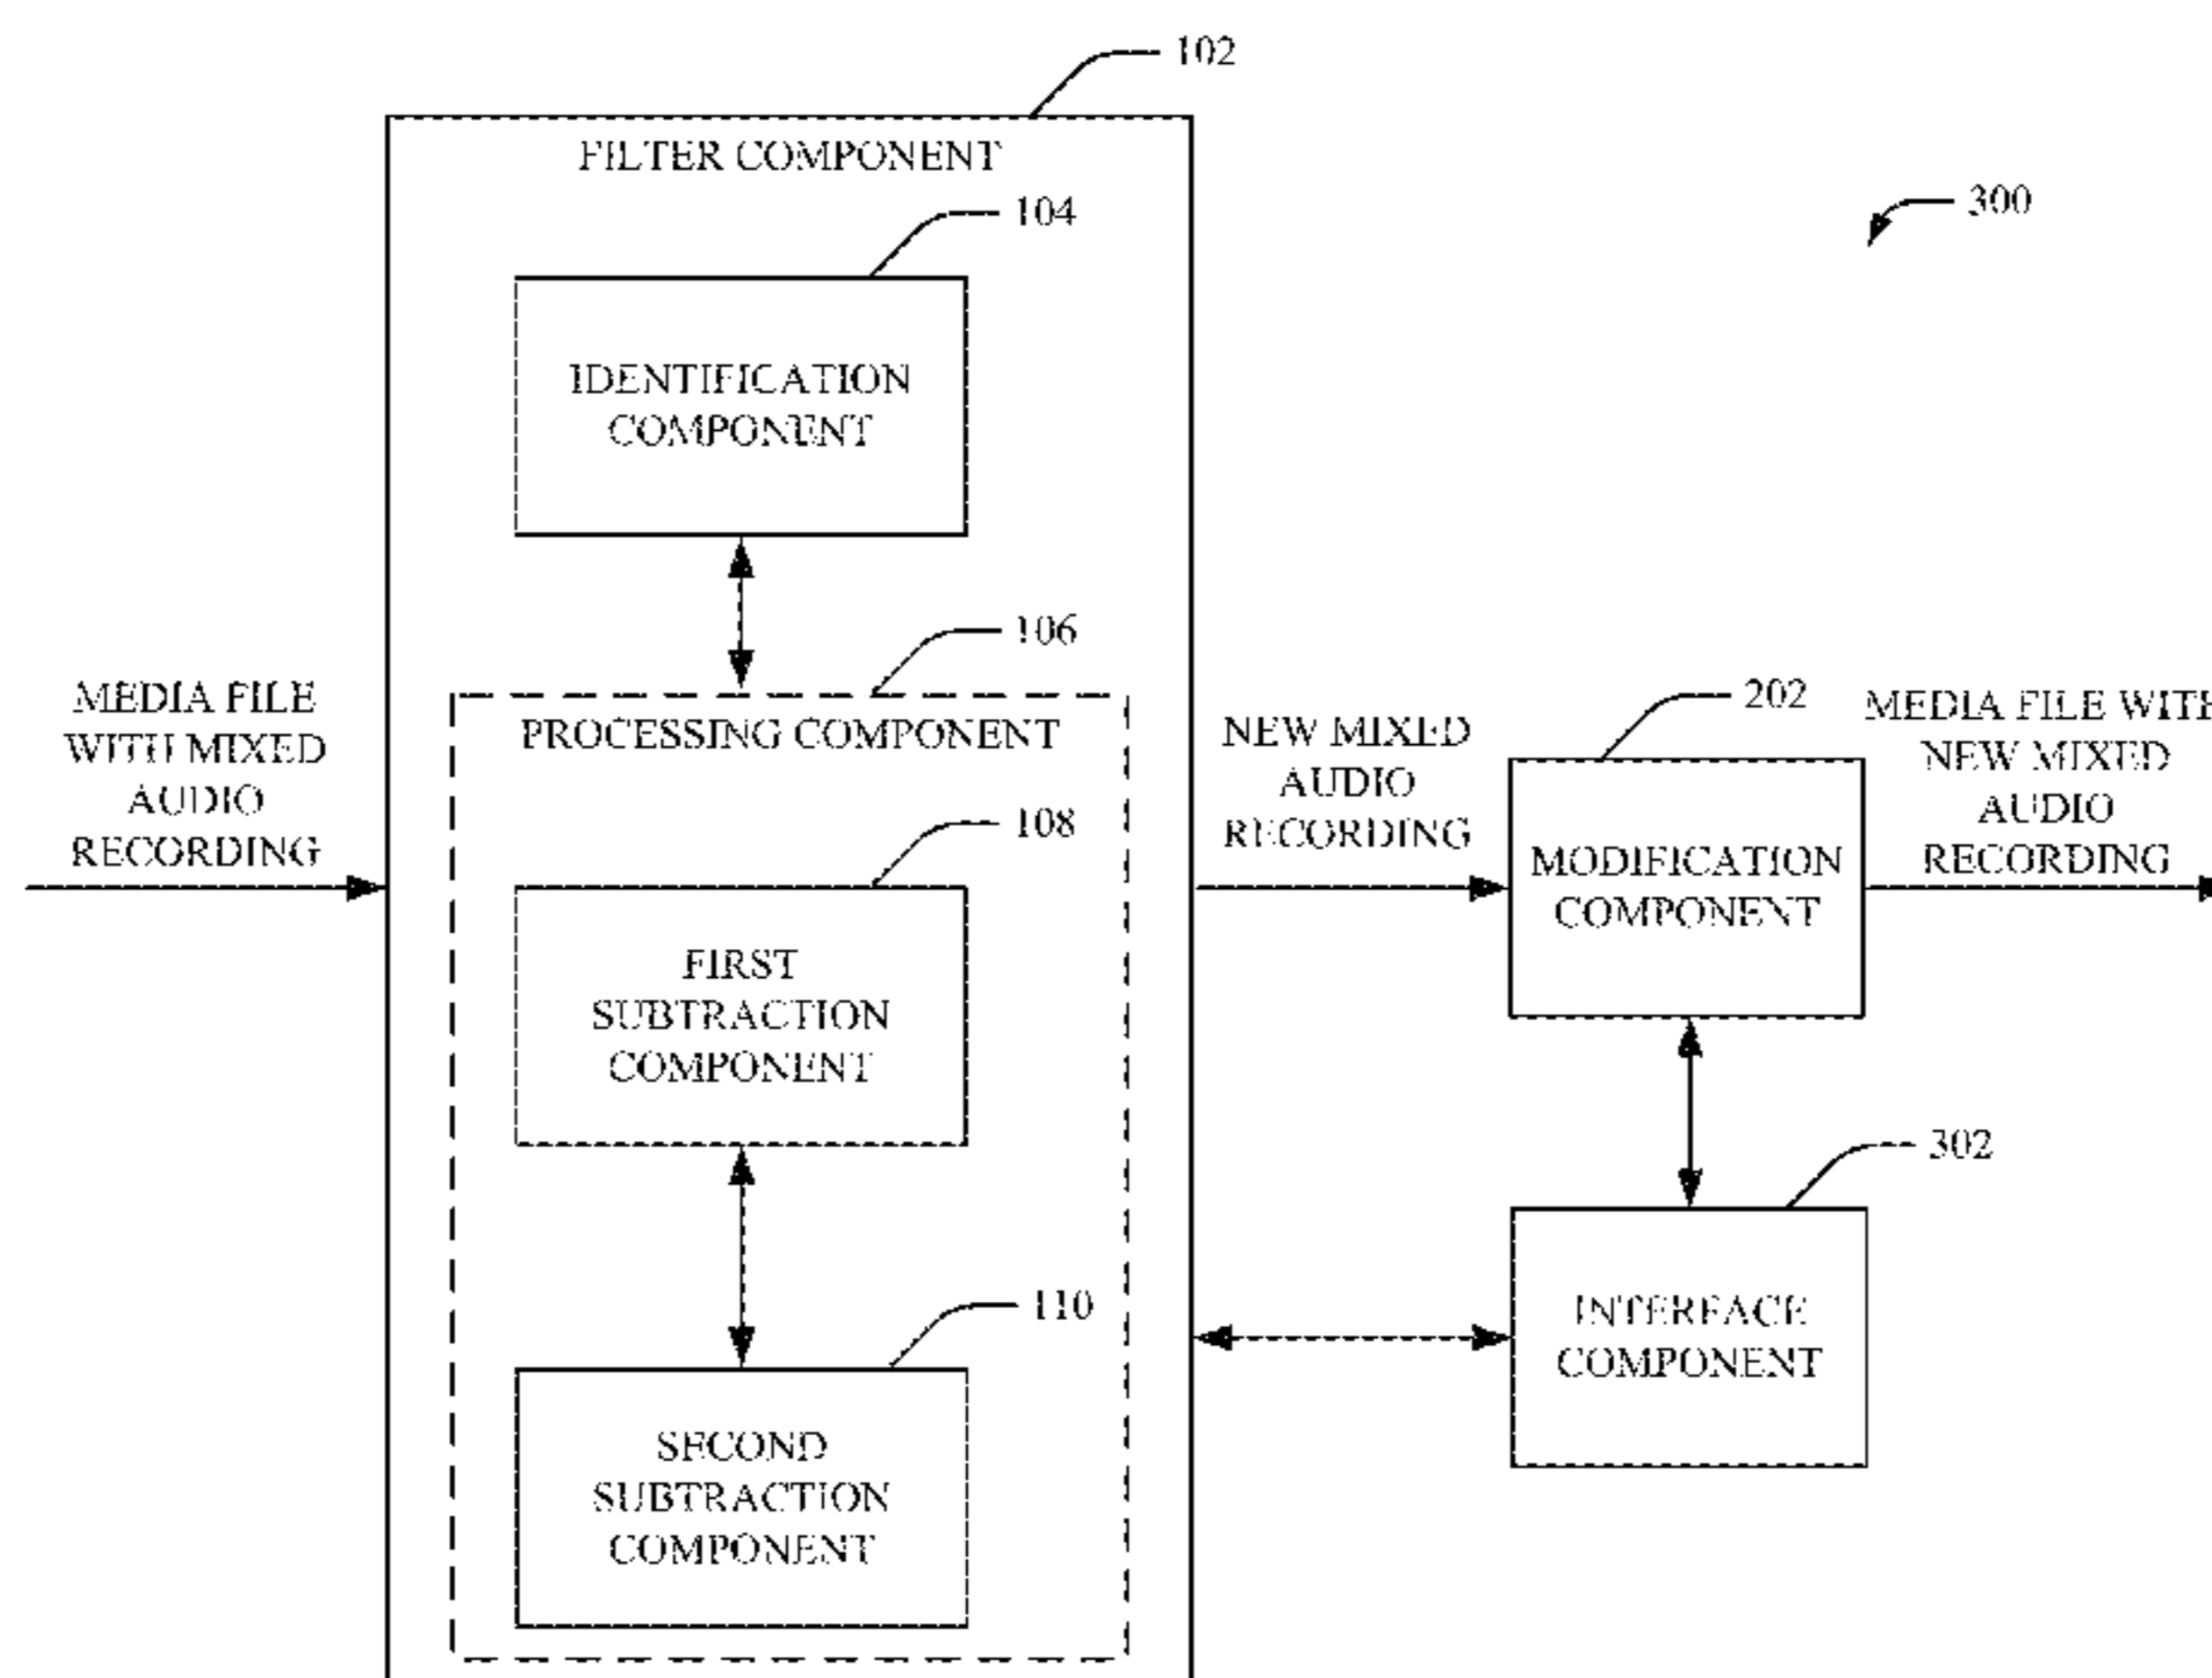 102
FILTER COMPONENT
104
300
IDENTIFICATION
COMPONENT
106
MEDIA FILE
WITH MIXED
AUDIO
RECORDING
PROCESSING COMPONENT
108
FIRST
SUBTRACTION
COMPONENT
110
SECOND
SUBTRACTION
COMPONENT
NEW MIXED
AUDIO
RECORDING
202
MODIFICATION
COMPONENT
MEDIA FILE WITH
NEW MIXED
AUDIO
RECORDING
302
INTERFACE
COMPONENT